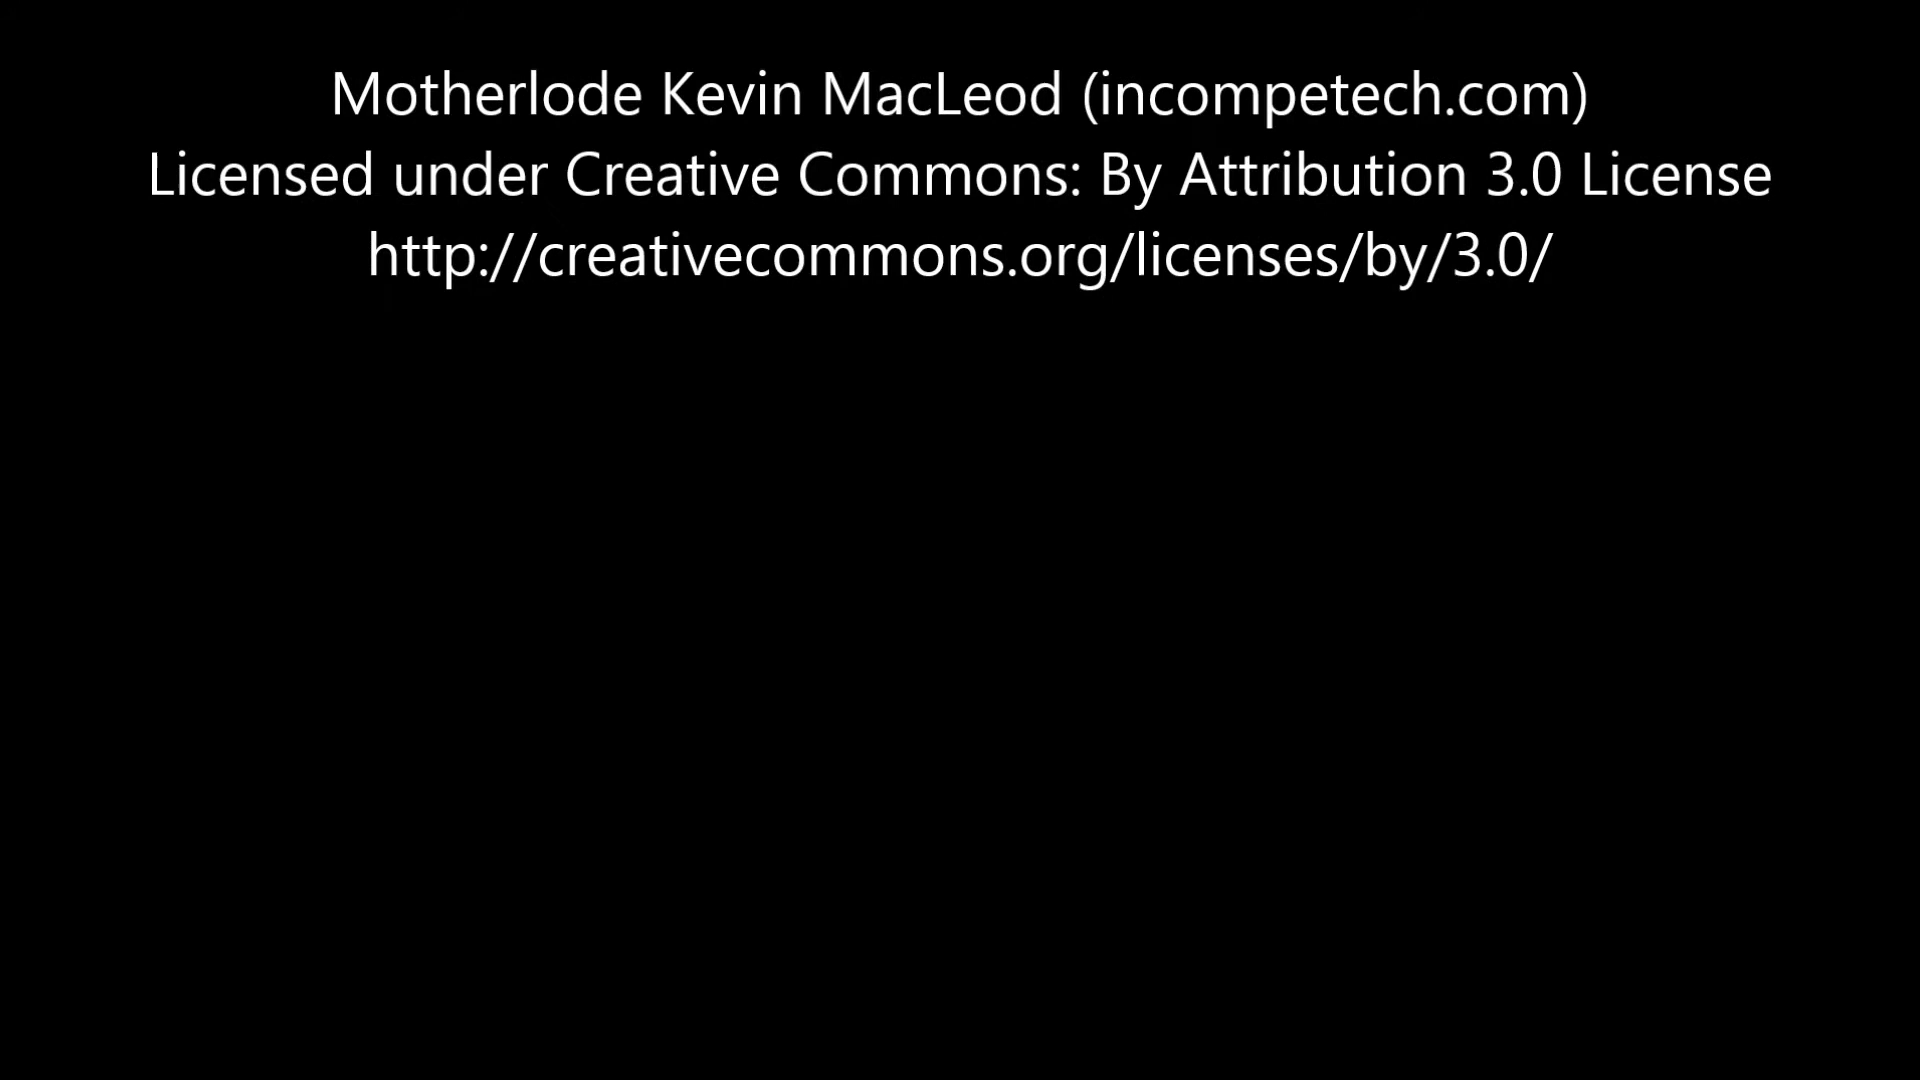 Motherlode Kevin MacLeod (incompetech.com)
Licensed under Creative Commons: By Attribution 3.0 License
http://creativecommons.org/licenses/by/3.0/